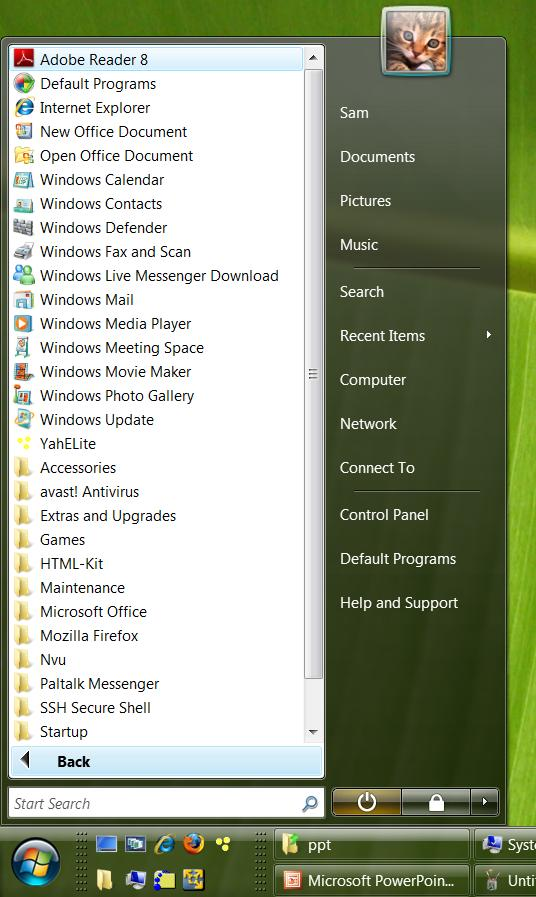 Adobe Reader 8
Default Programs
Internet Explorer
New Office Document
Open Office Document
Windows Calendar
Windows Contacts
Windows Defender
Windows Fax and Scan
Windows Live Messenger Download
Windows Mail
Windows Media Player
Windows Meeting Space
Windows Movie Maker
Windows Photo Gallery
Windows Update
YahELite
Accessories
avast! Antivirus
Extras and Upgrades
Games
HTML-Kit
Maintenance
Microsoft Office
Mozilla Firefox
Nvu
Paltalk Messenger
SSH Secure Shell
Startup
Back
Start Search
Sam
Documents
Pictures
Music
Search
Recent Items
Computer
Network
Connect To
Control Panel
Default Programs
Help and Support
ppt
Syste
Microsoft PowerPoin...
Untit